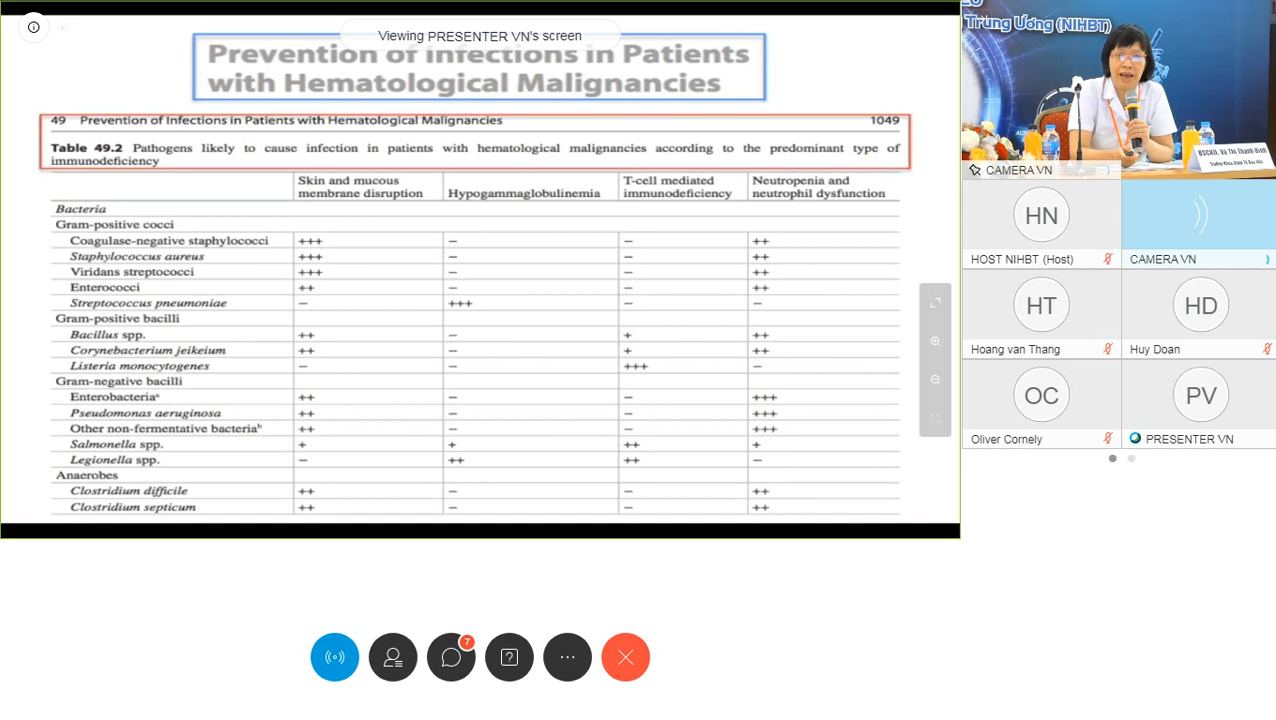 Viewing PRESENTER VN's screen
Prevention of Infections in Patients
with Hematological Malignancies
49 Prevention of Infections in Patients with Hematological Malignancies 1049
Table 49.2 Pathogens likely to cause infection in patients with hematological malignancies according to the predominant type of
immunodeficiency
Skin and mucous membrane disruption Hypogammaglobulinemia T-cell mediated immunodeficiency Neutropenia and neutrophil dysfunction
Bacteria
Gram-positive cocci
Coagulase-negative staphylococci +++ – – ++
Staphylococcus aureus +++ – – ++
Viridans streptococci +++ – – ++
Enterococci ++ – – ++
Streptococcus pneumoniae – +++ – –
Gram-positive bacilli
Bacillus spp. ++ – + ++
Corynebacterium jeikeium ++ – + ++
Listeria monocytogenes – – +++ –
Gram-negative bacilli
Enterobacteriaᵃ ++ – – +++
Pseudomonas aeruginosa ++ – – +++
Other non-fermentative bacteriaᵇ ++ – – +++
Salmonella spp. + + ++ +
Legionella spp. – ++ ++ –
Anaerobes
Clostridium difficile ++ – – ++
Clostridium septicum ++ – – ++
Trung Ương (NIHBT)
BSCKII. Vũ Thị Thanh Bình
CAMERA VN
HN
HOST NIHBT (Host)
CAMERA VN
HT
Hoang van Thang
HD
Huy Doan
OC
Oliver Cornely
PV
PRESENTER VN
7